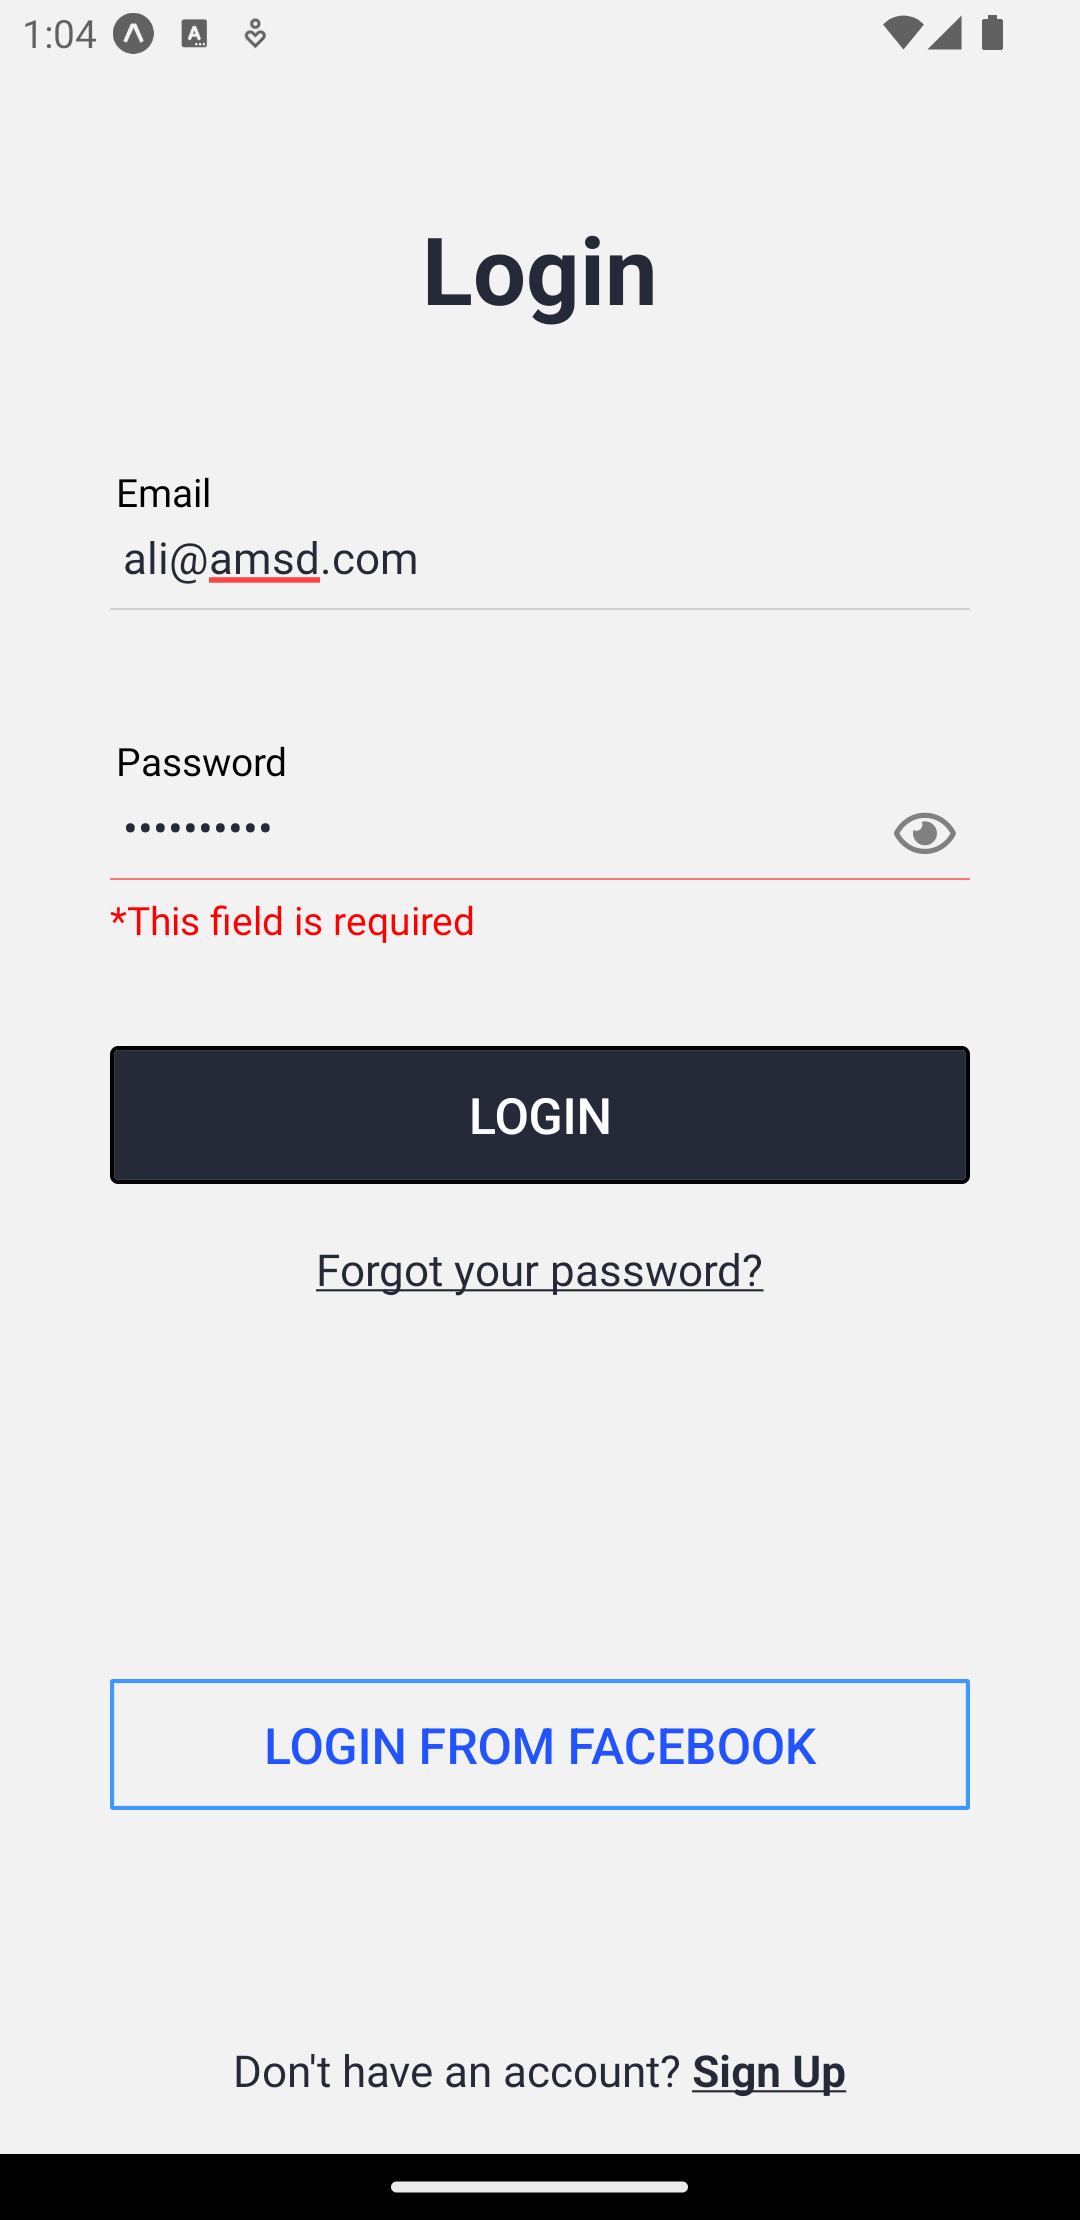 1:04
Login
Email
ali@amsd.com
Password
••••••••••
*This field is required
LOGIN
Forgot your password?
LOGIN FROM FACEBOOK
Don't have an account? Sign Up